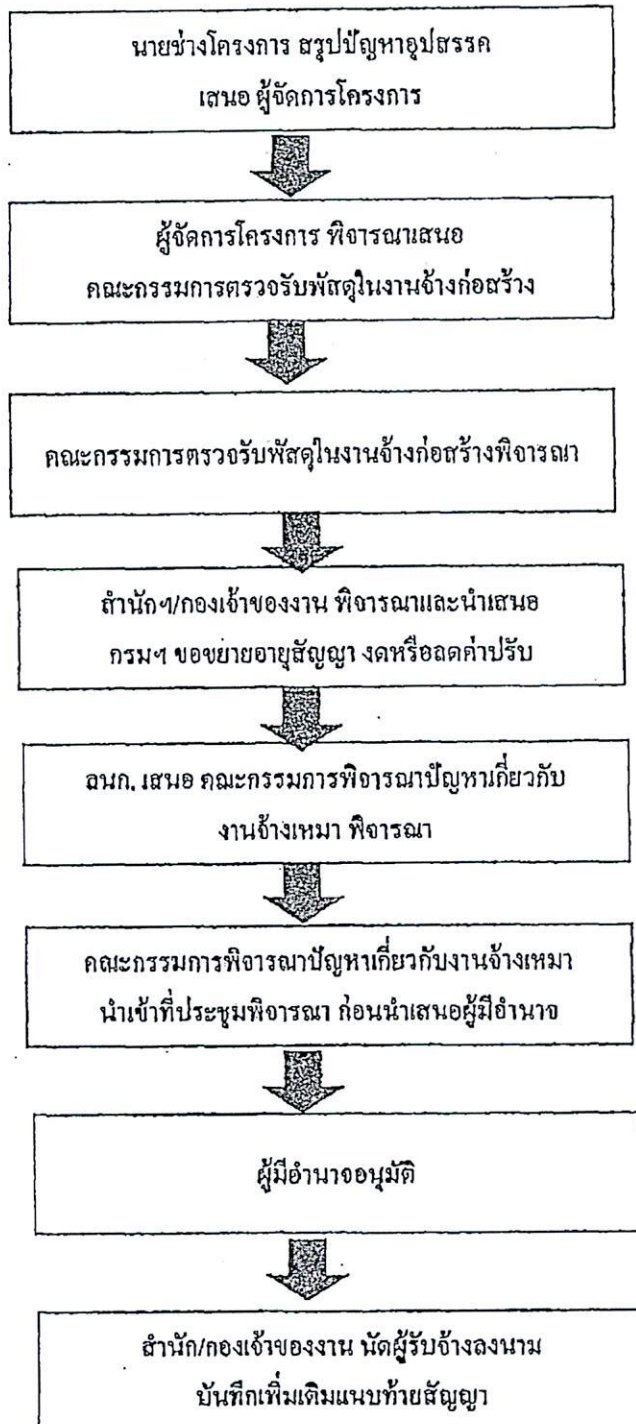 นายช่างโครงการ สรุปปัญหาอุปสรรค
เสนอ ผู้จัดการโครงการ
ผู้จัดการโครงการ พิจารณาเสนอ
คณะกรรมการตรวจรับพัสดุในงานจ้างก่อสร้าง
คณะกรรมการตรวจรับพัสดุในงานจ้างก่อสร้างพิจารณา
สำนักฯ/กองเจ้าของงาน พิจารณาและนำเสนอ
กรมฯ ขอขยายอายุสัญญา งดหรือลดค่าปรับ
อนก. เสนอ คณะกรรมการพิจารณาปัญหาเกี่ยวกับ
งานจ้างเหมา พิจารณา
คณะกรรมการพิจารณาปัญหาเกี่ยวกับงานจ้างเหมา
นำเข้าที่ประชุมพิจารณา ก่อนนำเสนอผู้มีอำนาจ
ผู้มีอำนาจอนุมัติ
สำนัก/กองเจ้าของงาน นัดผู้รับจ้างลงนาม
บันทึกเพิ่มเติมแนบท้ายสัญญา